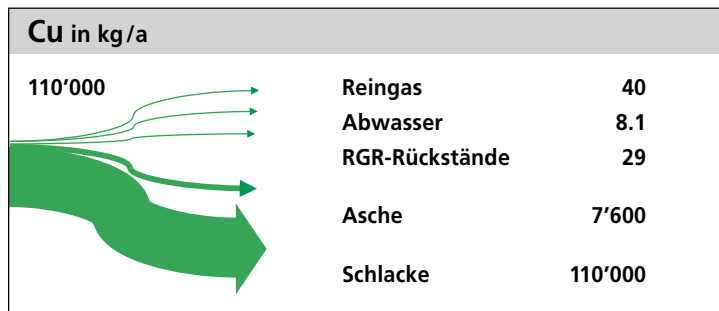 Cu in kg/a
110’000
Reingas 40
Abwasser 8.1
RGR-Rückstände 29
Asche 7’600
Schlacke 110’000